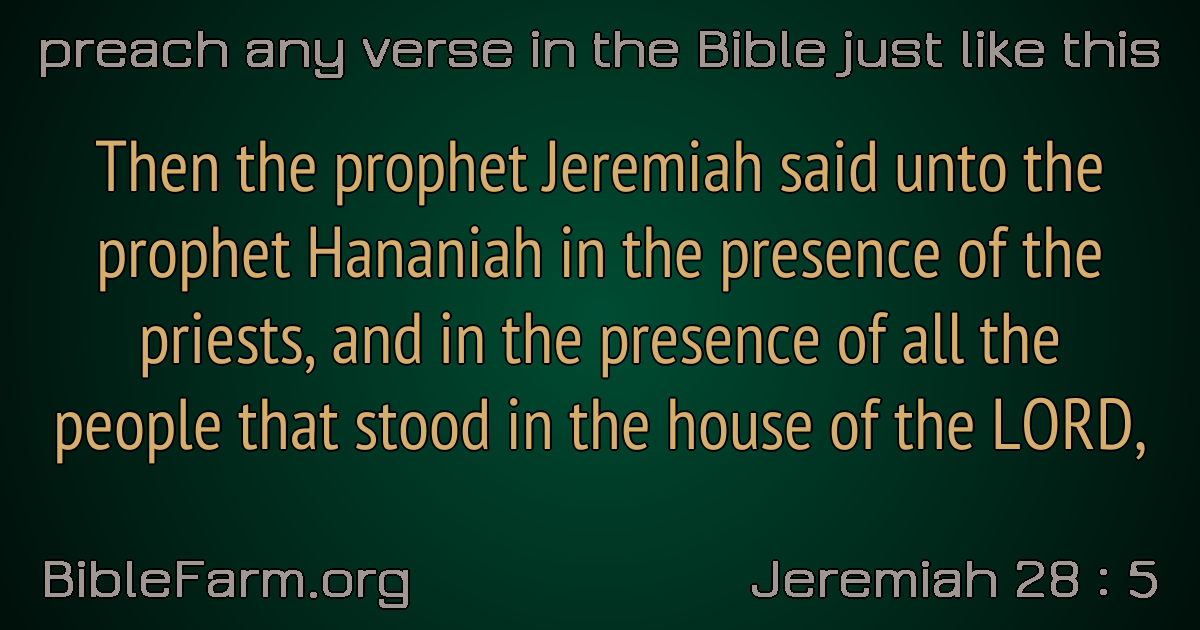 preach any verse in the Bible just like this
Then the prophet Jeremiah said unto the
prophet Hananiah in the presence of the
priests, and in the presence of all the
people that stood in the house of the LORD,
BibleFarm.org
Jeremiah 28 : 5